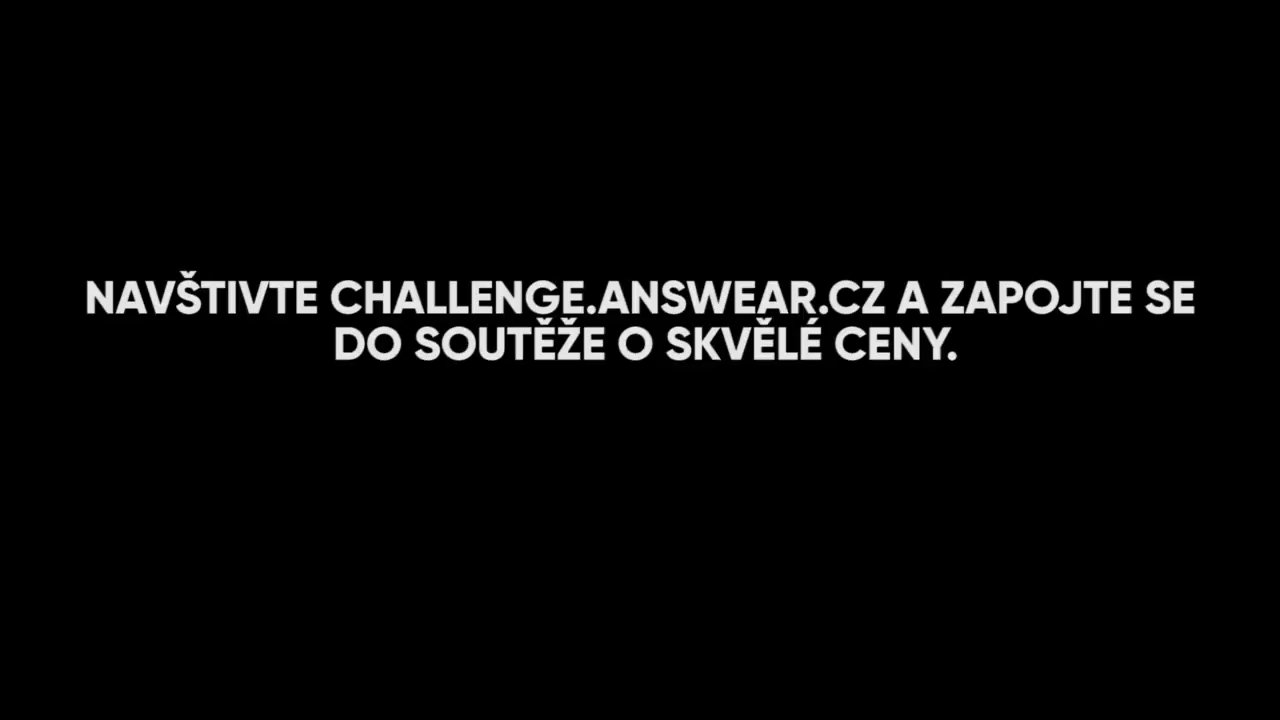 NAVŠTIVTE CHALLENGE.ANSWEAR.CZ A ZAPOJTE SE
DO SOUTĚŽE O SKVĚLÉ CENY.